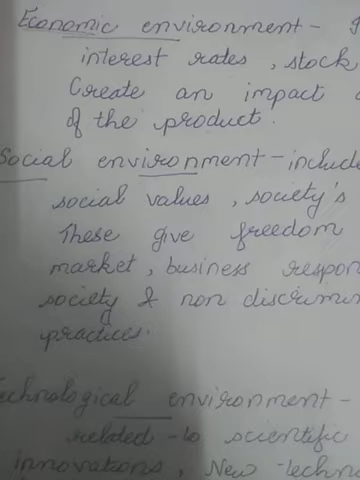 Economic environment -
interest rates, stock
Create an impact
of the product.
Social environment - include
social values, society's
These give freedom
market, business respon
society & non discrimin
practices.
echnological environment -
related to scientific
innovations, New techn